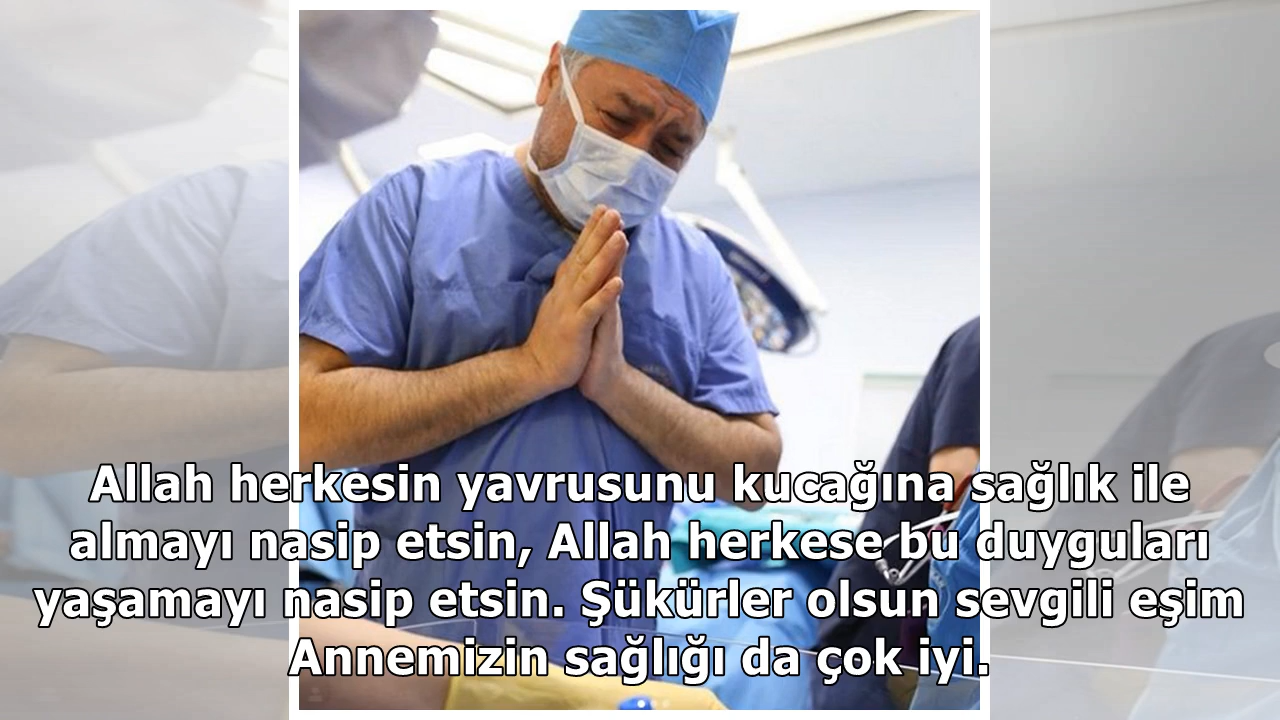 Allah herkesin yavrusunu kucağına sağlık ile
almayı nasip etsin, Allah herkese bu duyguları
yaşamayı nasip etsin. Şükürler olsun sevgili eşim
Annemizin sağlığı da çok iyi.